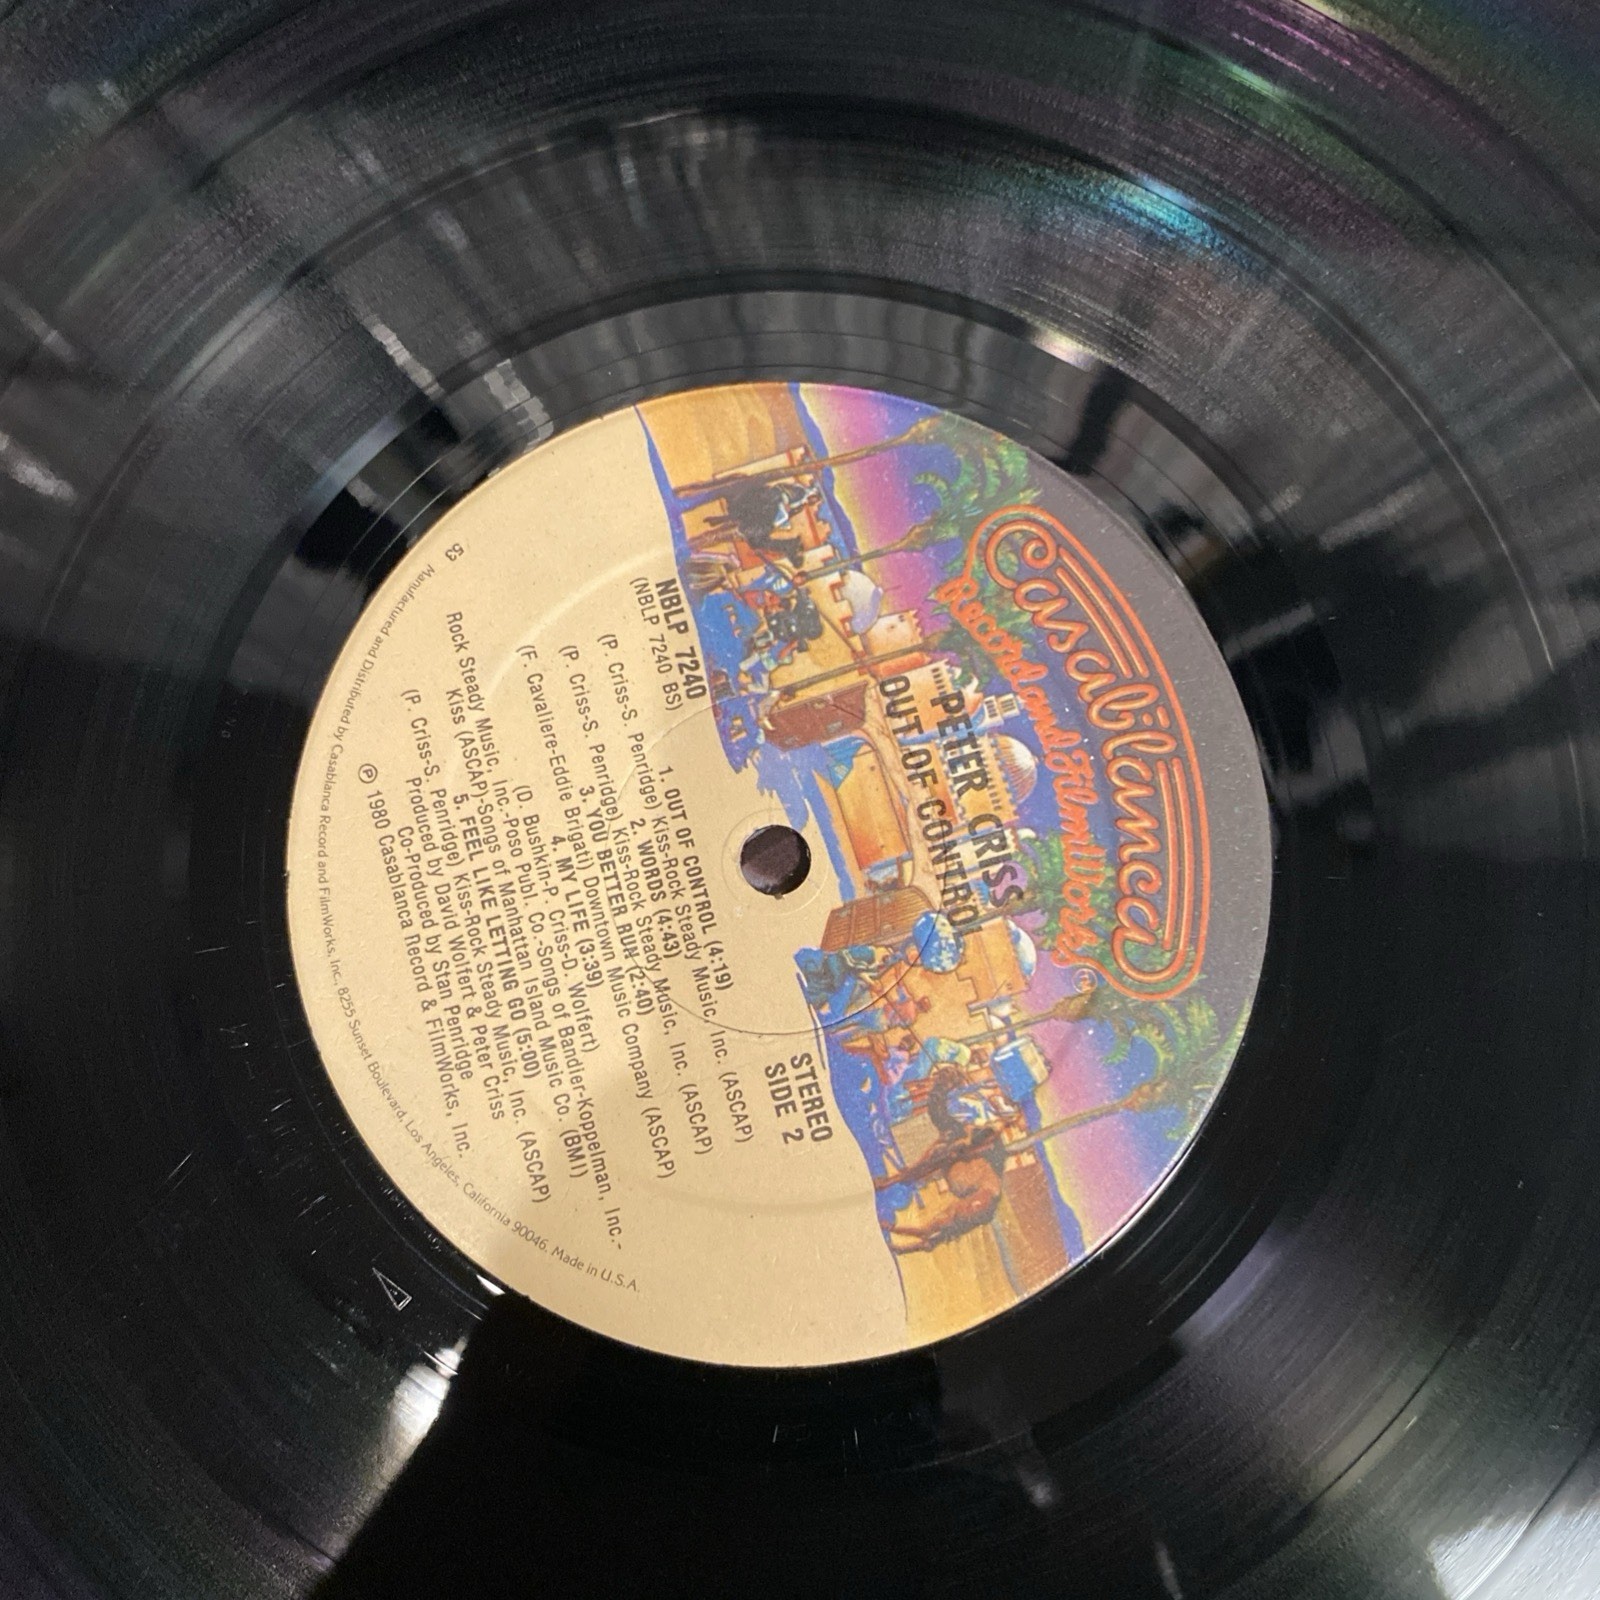 Casablanca
Record and FilmWorks
TM
PETER CRISS
OUT OF CONTROL
NBLP 7240
(NBLP 7240 BS)
STEREO
SIDE 2
1. OUT OF CONTROL (4:19)
(P. Criss-S. Penridge) Kiss-Rock Steady Music, Inc. (ASCAP)
2. WORDS (4:43)
(P. Criss-S. Penridge) Kiss-Rock Steady Music, Inc. (ASCAP)
3. YOU BETTER RUN (2:40)
(F. Cavaliere-Eddie Brigati) Downtown Music Company (ASCAP)
4. MY LIFE (3:39)
(D. Bushkin-P. Criss-D. Wolfert)
Rock Steady Music, Inc.-Poso Publ. Co.-Songs of Bandier-Koppelman, Inc.-
Kiss (ASCAP)-Songs of Manhattan Island Music Co. (BMI)
5. FEEL LIKE LETTING GO (5:00)
(P. Criss-S. Penridge) Kiss-Rock Steady Music, Inc. (ASCAP)
Produced by David Wolfert & Peter Criss
Co-Produced by Stan Penridge
Ⓟ 1980 Casablanca Record & FilmWorks, Inc.
53
Manufactured and Distributed by Casablanca Record and FilmWorks, Inc., 8255 Sunset Boulevard, Los Angeles, California 90046. Made in U.S.A.